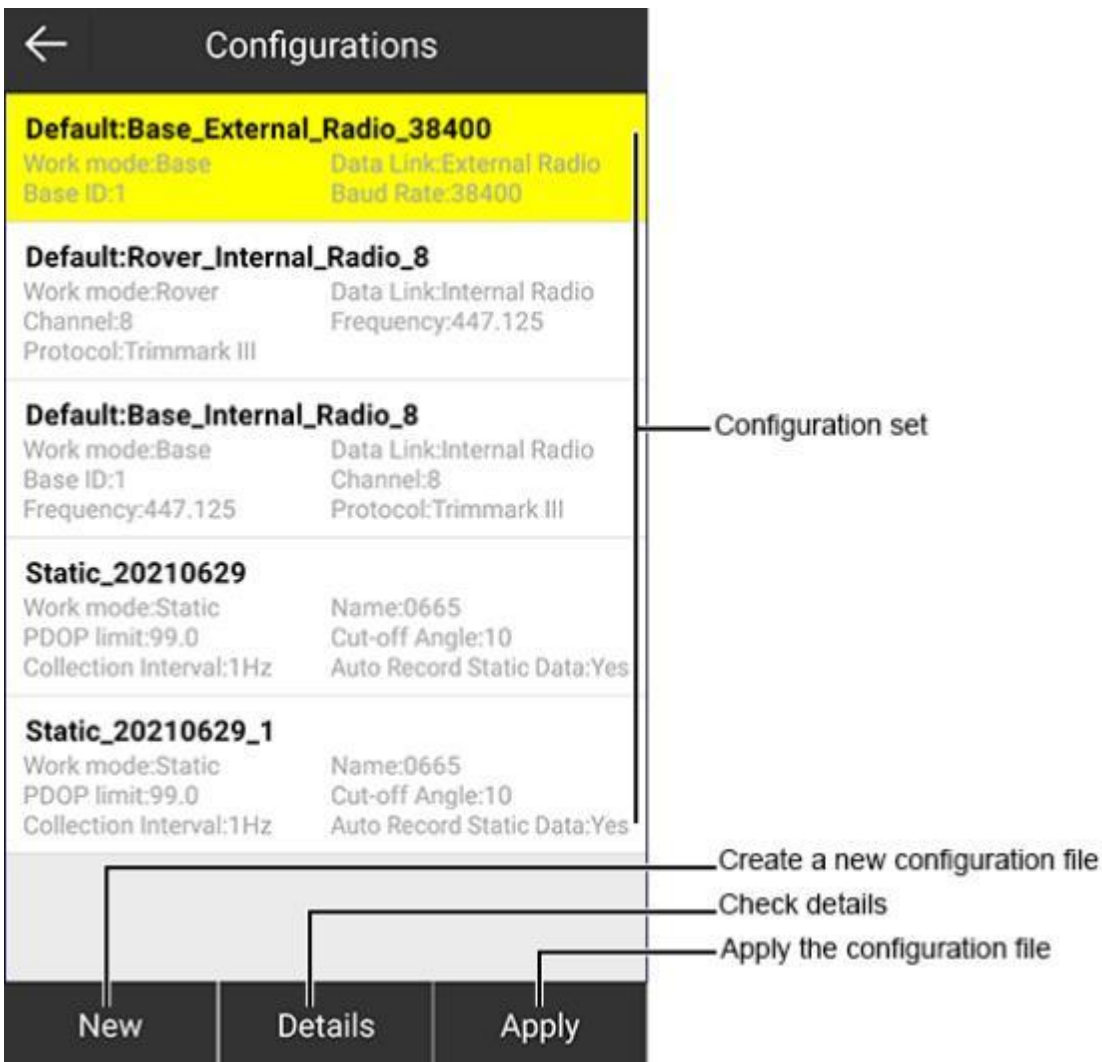 Configurations
Default:Base_External_Radio_38400
Work mode:Base Data Link:External Radio
Base ID:1 Baud Rate:38400
Default:Rover_Internal_Radio_8
Work mode:Rover Data Link:Internal Radio
Channel:8 Frequency:447.125
Protocol:Trimmark III
Default:Base_Internal_Radio_8
Work mode:Base Data Link:Internal Radio
Base ID:1 Channel:8
Frequency:447.125 Protocol:Trimmark III
Configuration set
Static_20210629
Work mode:Static Name:0665
PDOP limit:99.0 Cut-off Angle:10
Collection Interval:1Hz Auto Record Static Data:Yes
Static_20210629_1
Work mode:Static Name:0665
PDOP limit:99.0 Cut-off Angle:10
Collection Interval:1Hz Auto Record Static Data:Yes
Create a new configuration file
Check details
Apply the configuration file
New Details Apply